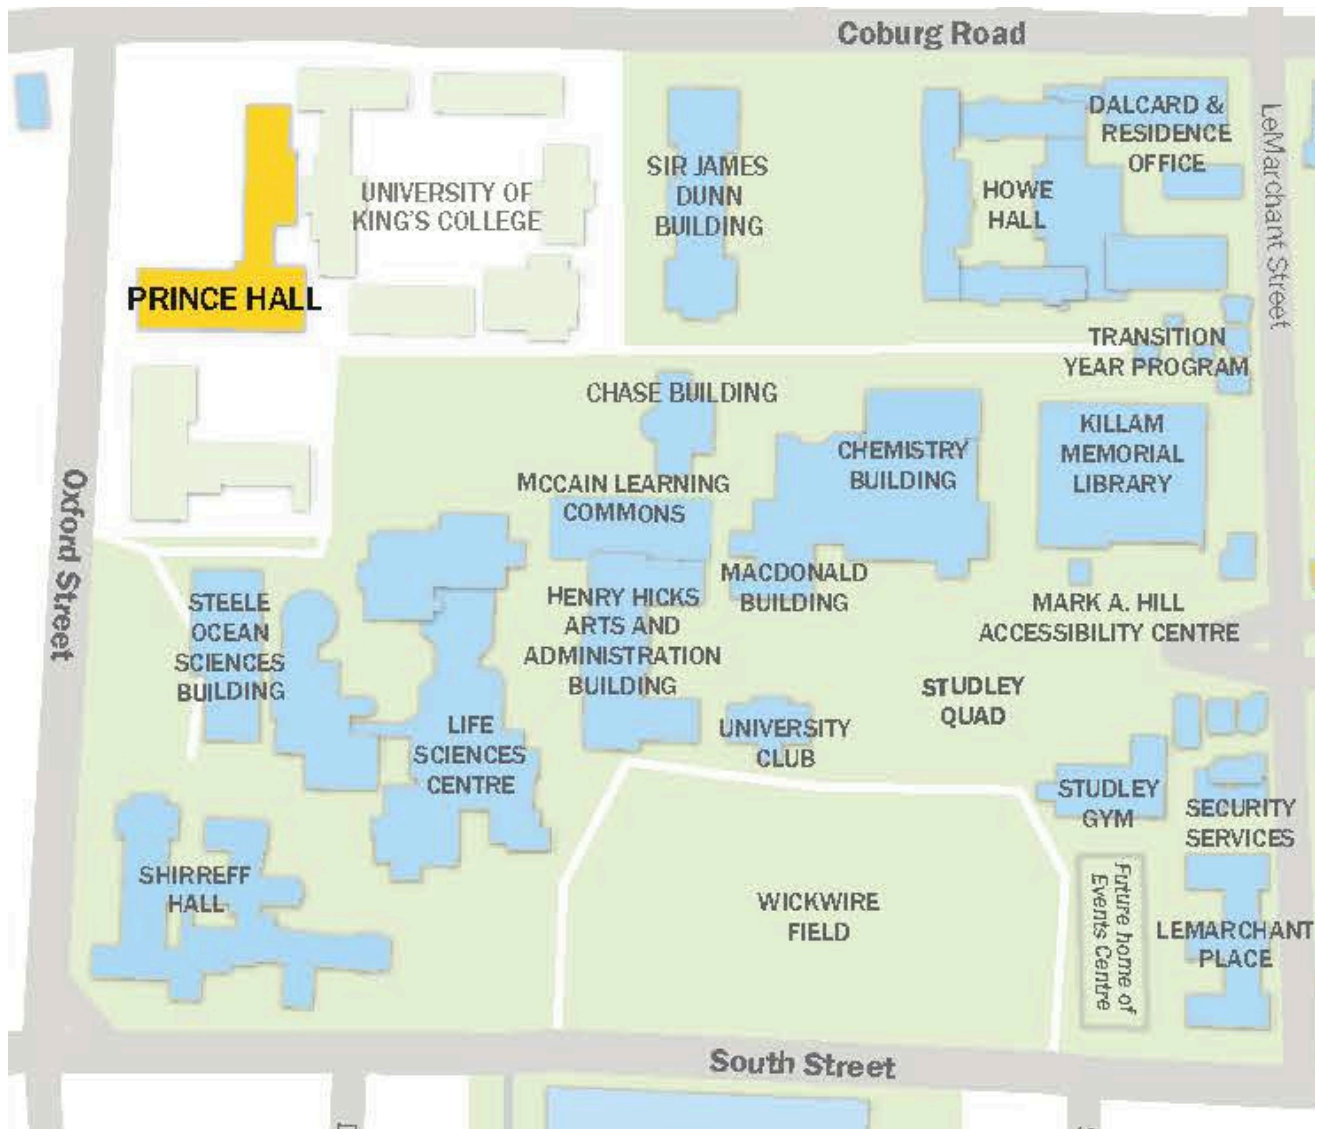 Coburg Road
DALCARD &
RESIDENCE
OFFICE
LeMarchant Street
SIR JAMES
DUNN
BUILDING
HOWE
HALL
UNIVERSITY OF
KING'S COLLEGE
PRINCE HALL
TRANSITION
YEAR PROGRAM
CHASE BUILDING
KILLAM
MEMORIAL
LIBRARY
CHEMISTRY
BUILDING
MCCAIN LEARNING
COMMONS
Oxford Street
MACDONALD
BUILDING
HENRY HICKS
ARTS AND
ADMINISTRATION
BUILDING
STEELE
OCEAN
SCIENCES
BUILDING
MARK A. HILL
ACCESSIBILITY CENTRE
STUDLEY
QUAD
LIFE
SCIENCES
CENTRE
UNIVERSITY
CLUB
STUDLEY
GYM
SECURITY
SERVICES
SHIRREFF
HALL
WICKWIRE
FIELD
Future home of
Events Centre
LEMARCHANT
PLACE
South Street